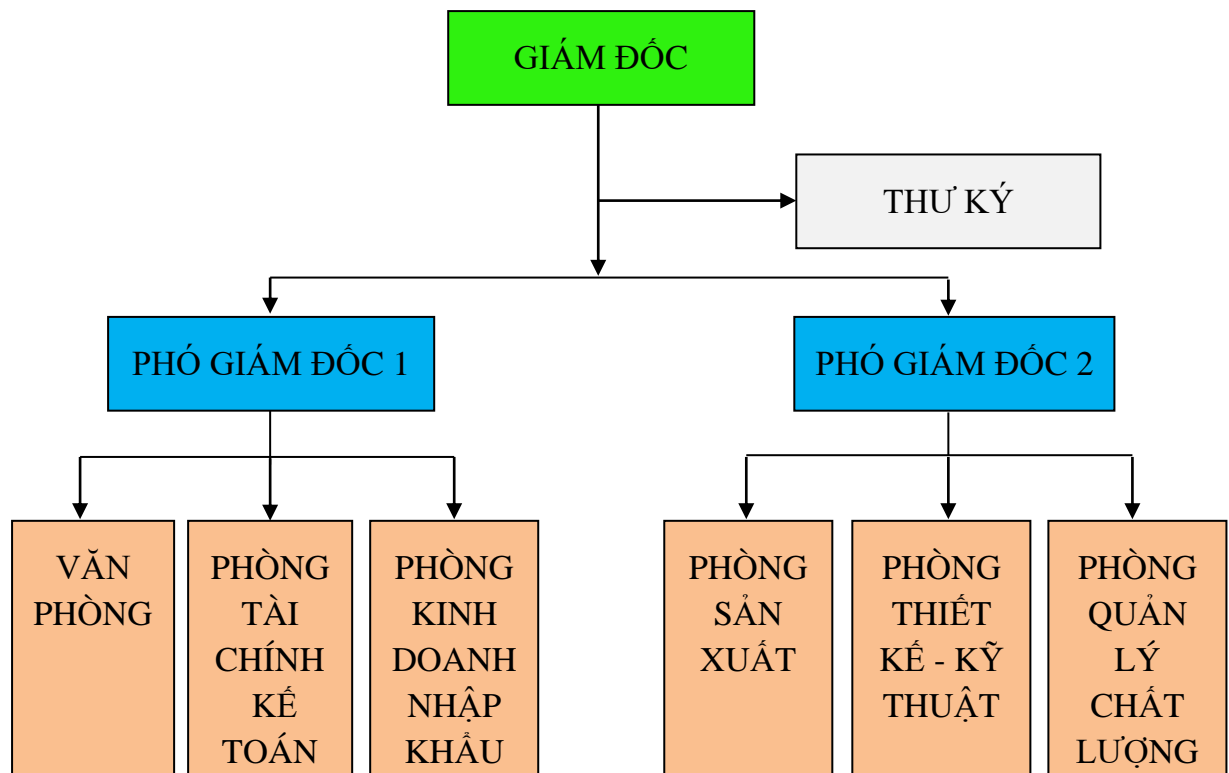 GIÁM ĐỐC
THƯ KÝ
PHÓ GIÁM ĐỐC 1
PHÓ GIÁM ĐỐC 2
VĂN
PHÒNG
PHÒNG
TÀI
CHÍNH
KẾ
TOÁN
PHÒNG
KINH
DOANH
NHẬP
KHẨU
PHÒNG
SẢN
XUẤT
PHÒNG
THIẾT
KẾ - KỸ
THUẬT
PHÒNG
QUẢN
LÝ
CHẤT
LƯỢNG